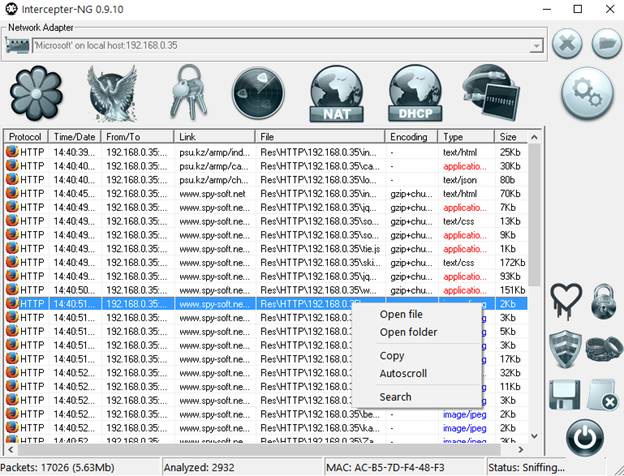 Intercepter-NG 0.9.10
Network Adapter
'Microsoft' on local host:192.168.0.35
NAT
DHCP
Protocol Time/Date From/To Link File Encoding Type Size
HTTP 14:40:39... 192.168.0.35:... psu.kz/armp/ind... Res\HTTP\192.168.0.35\in... - text/html 25Kb
HTTP 14:40:39... 192.168.0.35:... psu.kz/armp/ca... Res\HTTP\192.168.0.35\ca... - applicatio... 30Kb
HTTP 14:40:40... 192.168.0.35:... psu.kz/armp/ch... Res\HTTP\192.168.0.35\lo... - text/json 80b
HTTP 14:40:45... 192.168.0.35:... www.spy-soft.net Res\HTTP\192.168.0.35\in... gzip+chu... text/html 70Kb
HTTP 14:40:49... 192.168.0.35:... www.spy-soft.ne... Res\HTTP\192.168.0.35\jq... gzip+chu... applicatio... 7Kb
HTTP 14:40:49... 192.168.0.35:... www.spy-soft.ne... Res\HTTP\192.168.0.35\so... gzip+chu... text/css 13Kb
HTTP 14:40:49... 192.168.0.35:... www.spy-soft.ne... Res\HTTP\192.168.0.35\so... gzip+chu... applicatio... 9Kb
HTTP 14:40:49... 192.168.0.35:... www.spy-soft.ne... Res\HTTP\192.168.0.35\tie.js gzip+chu... applicatio... 1Kb
HTTP 14:40:49... 192.168.0.35:... www.spy-soft.ne... Res\HTTP\192.168.0.35\ski... gzip+chu... text/css 172Kb
HTTP 14:40:49... 192.168.0.35:... www.spy-soft.ne... Res\HTTP\192.168.0.35\jq... gzip+chu... applicatio... 93Kb
HTTP 14:40:50... 192.168.0.35:... www.spy-soft.ne... Res\HTTP\192.168.0.35\... gzip+chu... applicatio... 151Kb
HTTP 14:40:51... 192.168.0.35:... www.spy-soft.ne... Res\HTTP\192.168.0.35\ image/jpeg 2Kb
HTTP 14:40:51... 192.168.0.35:... www.spy-soft.ne... Res\HTTP\192.168.0 Open file 2Kb
HTTP 14:40:51... 192.168.0.35:... www.spy-soft.ne... Res\HTTP\192.168.0 Open folder 5Kb
HTTP 14:40:51... 192.168.0.35:... www.spy-soft.ne... Res\HTTP\192.168.0 3Kb
HTTP 14:40:51... 192.168.0.35:... www.spy-soft.ne... Res\HTTP\192.168.0 Copy 17Kb
HTTP 14:40:52... 192.168.0.35:... www.spy-soft.ne... Res\HTTP\192.168.0 Autoscroll 32Kb
HTTP 14:40:52... 192.168.0.35:... www.spy-soft.ne... Res\HTTP\192.168.0 Search 11Kb
HTTP 14:40:52... 192.168.0.35:... www.spy-soft.ne... Res\HTTP\192.168.0 3Kb
HTTP 14:40:52... 192.168.0.35:... www.spy-soft.ne... Res\HTTP\192.168.0.35\be... - image/jpeg 2Kb
HTTP 14:40:52... 192.168.0.35:... www.spy-soft.ne... Res\HTTP\192.168.0.35\ka... - image/jpeg 2Kb
HTTP 14:40:52... 192.168.0.35:... www.spy-soft.ne... Res\HTTP\192.168.0.35\Za... - image/jpeg 3Kb
Packets: 17026 (5.63Mb) Analyzed: 2932 MAC: AC-B5-7D-F4-48-F3 Status: Sniffing...